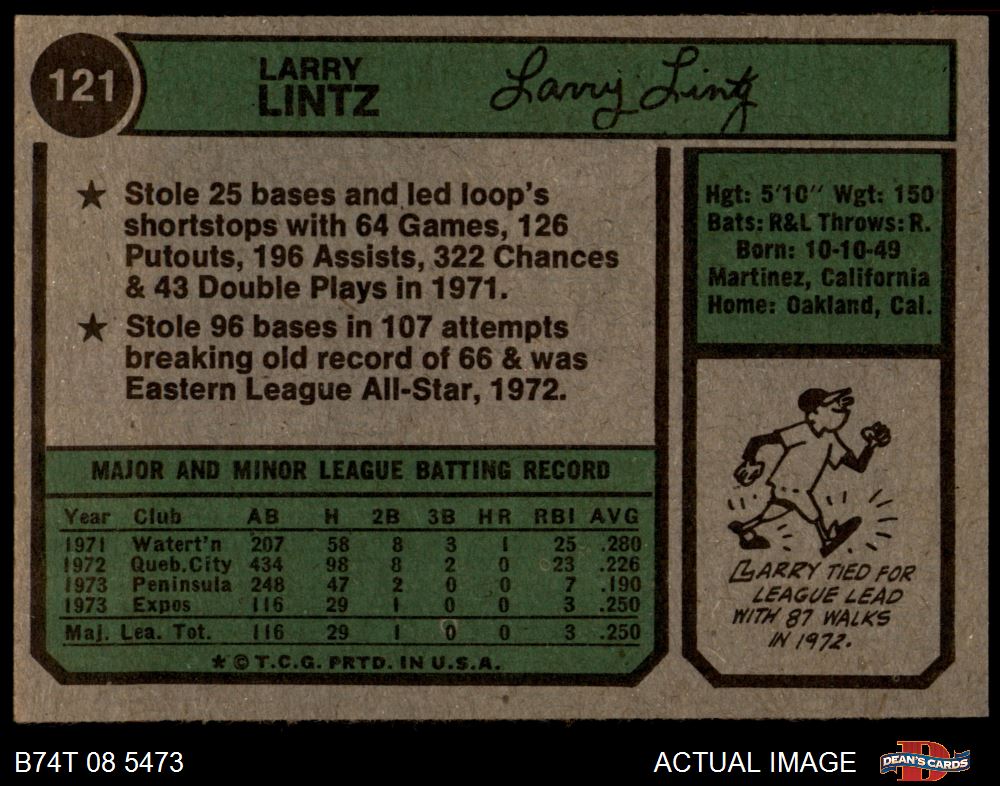 121
LARRY
LINTZ
Larry Lintz
★ Stole 25 bases and led loop's
shortstops with 64 Games, 126
Putouts, 196 Assists, 322 Chances
& 43 Double Plays in 1971.
★ Stole 96 bases in 107 attempts
breaking old record of 66 & was
Eastern League All-Star, 1972.
Hgt: 5'10" Wgt: 150
Bats: R&L Throws: R.
Born: 10-10-49
Martinez, California
Home: Oakland, Cal.
MAJOR AND MINOR LEAGUE BATTING RECORD
Year Club AB H 2B 3B HR RBI AVG
1971 Watert'n 207 58 8 3 1 25 .280
1972 Queb.City 434 98 8 2 0 23 .226
1973 Peninsula 248 47 2 0 0 7 .190
1973 Expos 116 29 1 0 0 3 .250
Maj. Lea. Tot. 116 29 1 0 0 3 .250
★ © T.C.G. PRTD. IN U.S.A.
LARRY TIED FOR
LEAGUE LEAD
WITH 87 WALKS
IN 1972.
B74T 08 5473
ACTUAL IMAGE
D
DEAN'S CARDS